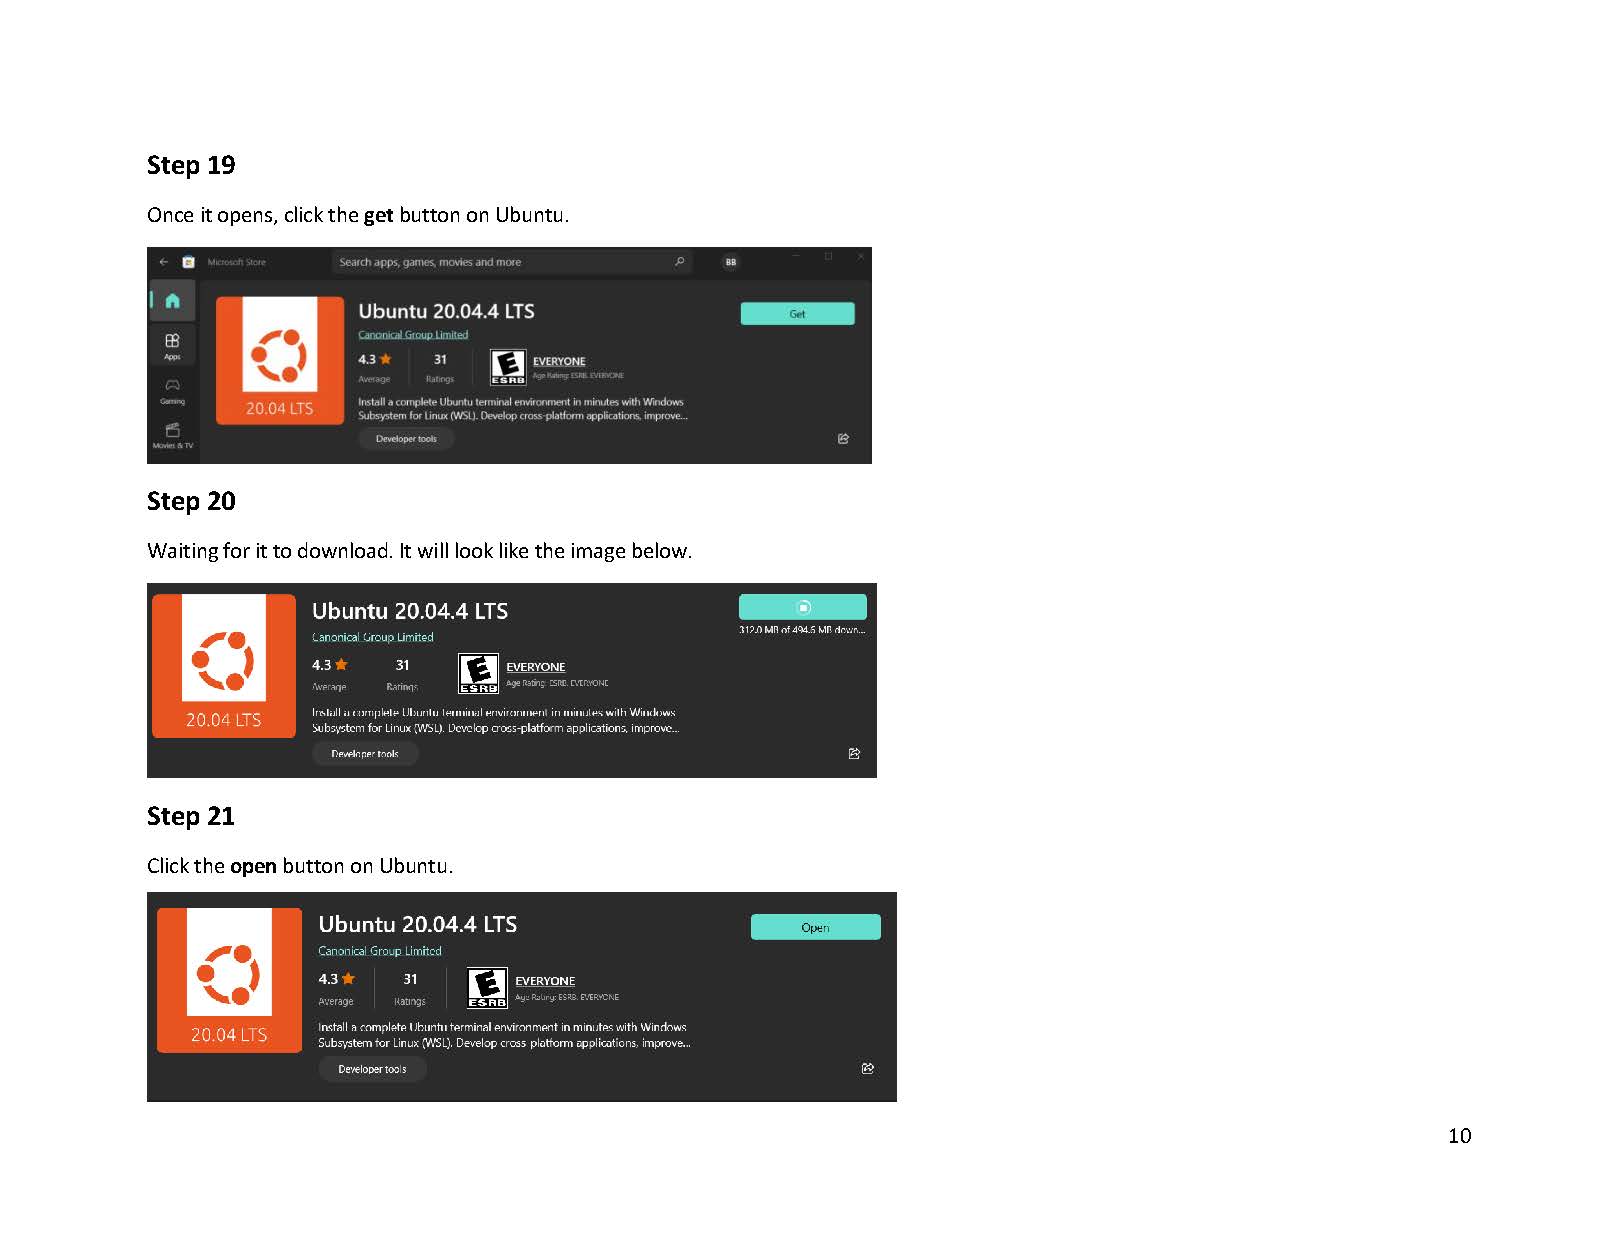 Step 19
Once it opens, click the get button on Ubuntu.
Microsoft Store
Search apps, games, movies and more
BB
Ubuntu 20.04.4 LTS
Get
Canonical Group Limited
4.3 31 EVERYONE
Average Ratings ESRB Age Rating: ESRB. EVERYONE
Apps
Gaming
Movies & TV
20.04 LTS
Install a complete Ubuntu terminal environment in minutes with Windows
Subsystem for Linux (WSL). Develop cross-platform applications, improve...
Developer tools
Step 20
Waiting for it to download. It will look like the image below.
Ubuntu 20.04.4 LTS
312.0 MB of 494.6 MB down...
Canonical Group Limited
4.3 31 EVERYONE
Average Ratings ESRB Age Rating: ESRB. EVERYONE
20.04 LTS
Install a complete Ubuntu terminal environment in minutes with Windows
Subsystem for Linux (WSL). Develop cross-platform applications, improve...
Developer tools
Step 21
Click the open button on Ubuntu.
Ubuntu 20.04.4 LTS
Open
Canonical Group Limited
4.3 31 EVERYONE
Average Ratings ESRB Age Rating: ESRB. EVERYONE
20.04 LTS
Install a complete Ubuntu terminal environment in minutes with Windows
Subsystem for Linux (WSL). Develop cross-platform applications, improve...
Developer tools
10